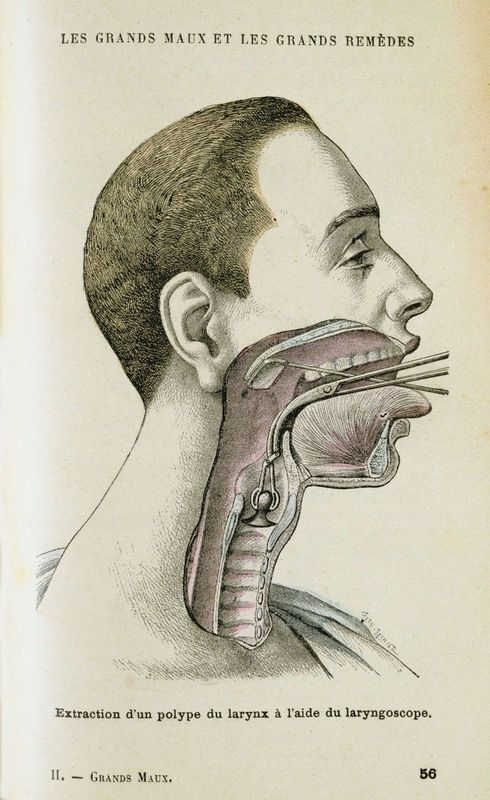 LES GRANDS MAUX ET LES GRANDS REMÈDES
Extraction d'un polype du larynx à l'aide du laryngoscope.
II. — GRANDS MAUX.
56